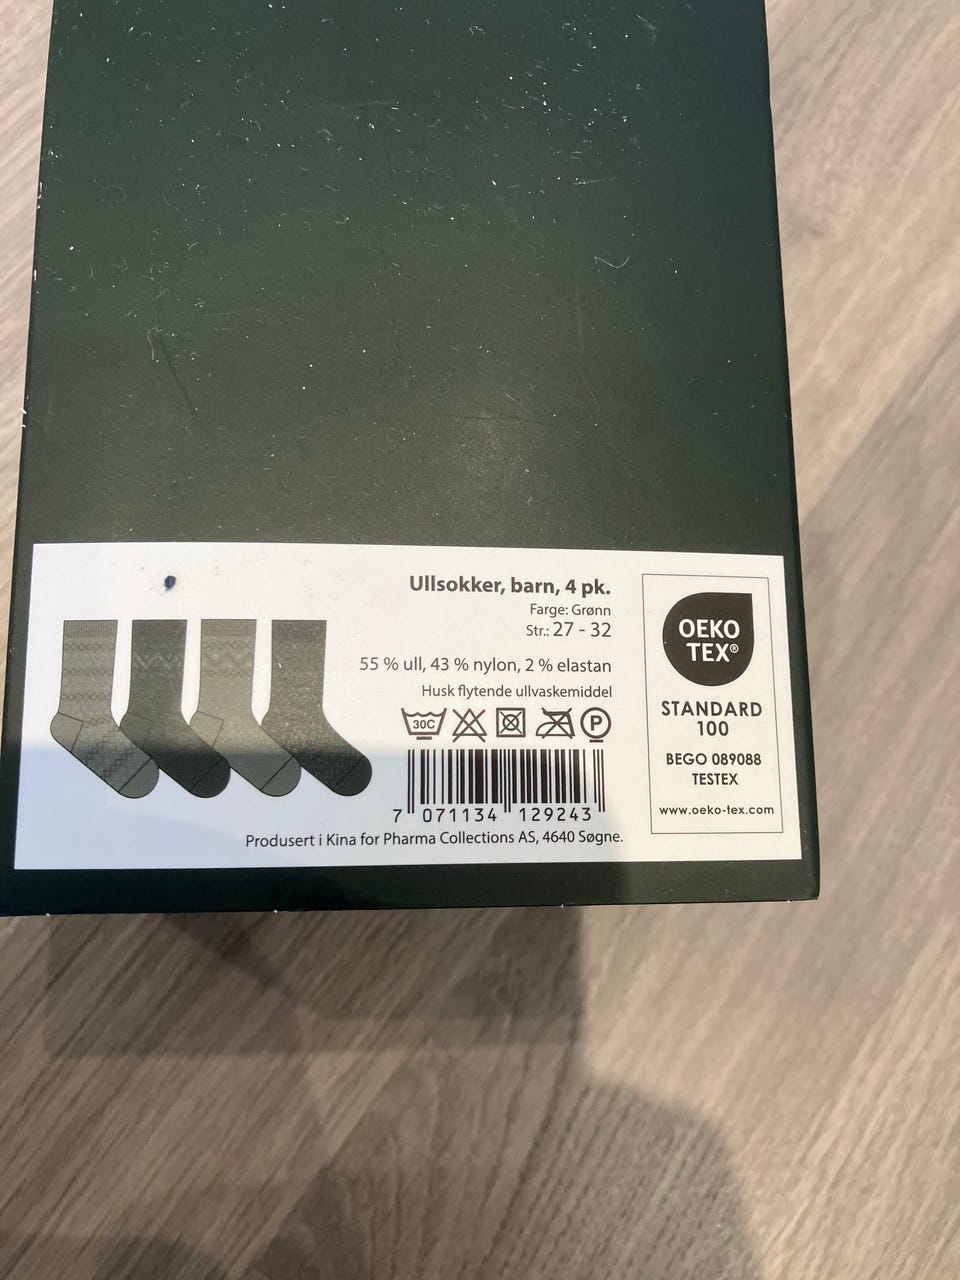 Ullsokker, barn, 4 pk.
Farge: Grønn
Str.: 27 - 32
55 % ull, 43 % nylon, 2 % elastan
Husk flytende ullvaskemiddel
30C
P
7 071134 129243
Produsert i Kina for Pharma Collections AS, 4640 Søgne.
OEKO
TEX®
STANDARD
100
BEGO 089088
TESTEX
www.oeko-tex.com